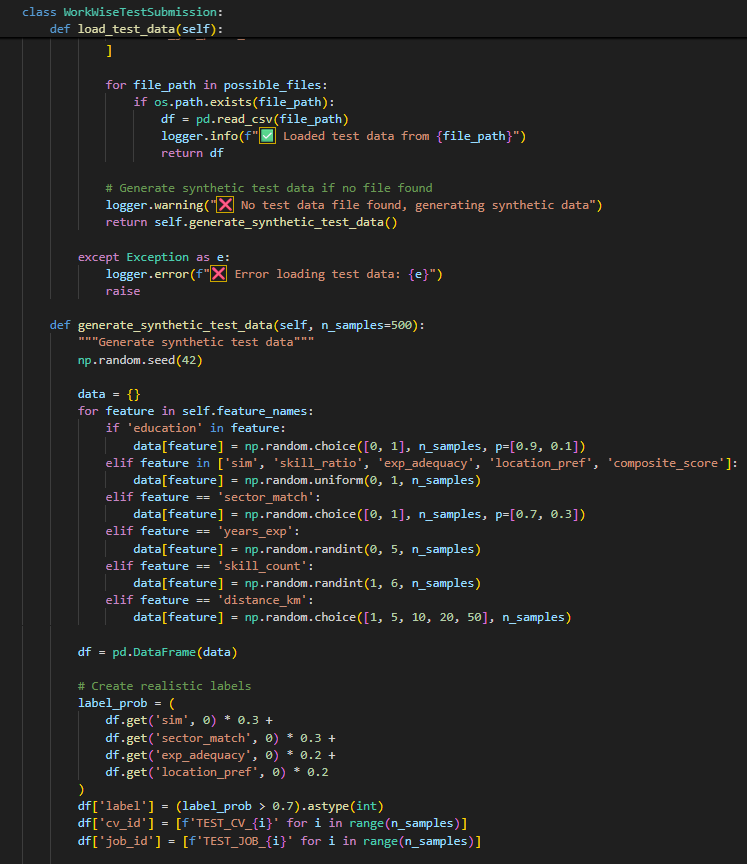 class WorkWiseTestSubmission:
    def load_test_data(self):
            ]

            for file_path in possible_files:
                if os.path.exists(file_path):
                    df = pd.read_csv(file_path)
                    logger.info(f"✅ Loaded test data from {file_path}")
                    return df

            # Generate synthetic test data if no file found
            logger.warning("❌ No test data file found, generating synthetic data")
            return self.generate_synthetic_test_data()

        except Exception as e:
            logger.error(f"❌ Error loading test data: {e}")
            raise

    def generate_synthetic_test_data(self, n_samples=500):
        """Generate synthetic test data"""
        np.random.seed(42)

        data = {}
        for feature in self.feature_names:
            if 'education' in feature:
                data[feature] = np.random.choice([0, 1], n_samples, p=[0.9, 0.1])
            elif feature in ['sim', 'skill_ratio', 'exp_adequacy', 'location_pref', 'composite_score']:
                data[feature] = np.random.uniform(0, 1, n_samples)
            elif feature == 'sector_match':
                data[feature] = np.random.choice([0, 1], n_samples, p=[0.7, 0.3])
            elif feature == 'years_exp':
                data[feature] = np.random.randint(0, 5, n_samples)
            elif feature == 'skill_count':
                data[feature] = np.random.randint(1, 6, n_samples)
            elif feature == 'distance_km':
                data[feature] = np.random.choice([1, 5, 10, 20, 50], n_samples)

        df = pd.DataFrame(data)

        # Create realistic labels
        label_prob = (
            df.get('sim', 0) * 0.3 +
            df.get('sector_match', 0) * 0.3 +
            df.get('exp_adequacy', 0) * 0.2 +
            df.get('location_pref', 0) * 0.2
        )
        df['label'] = (label_prob > 0.7).astype(int)
        df['cv_id'] = [f'TEST_CV_{i}' for i in range(n_samples)]
        df['job_id'] = [f'TEST_JOB_{i}' for i in range(n_samples)]